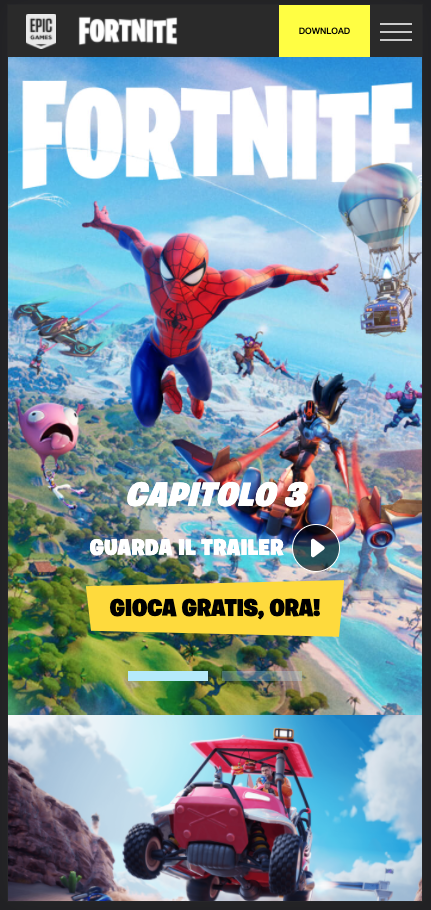 EPIC
GAMES
FORTNITE
DOWNLOAD
FORTNITE
CAPITOLO 3
GUARDA IL TRAILER
GIOCA GRATIS, ORA!